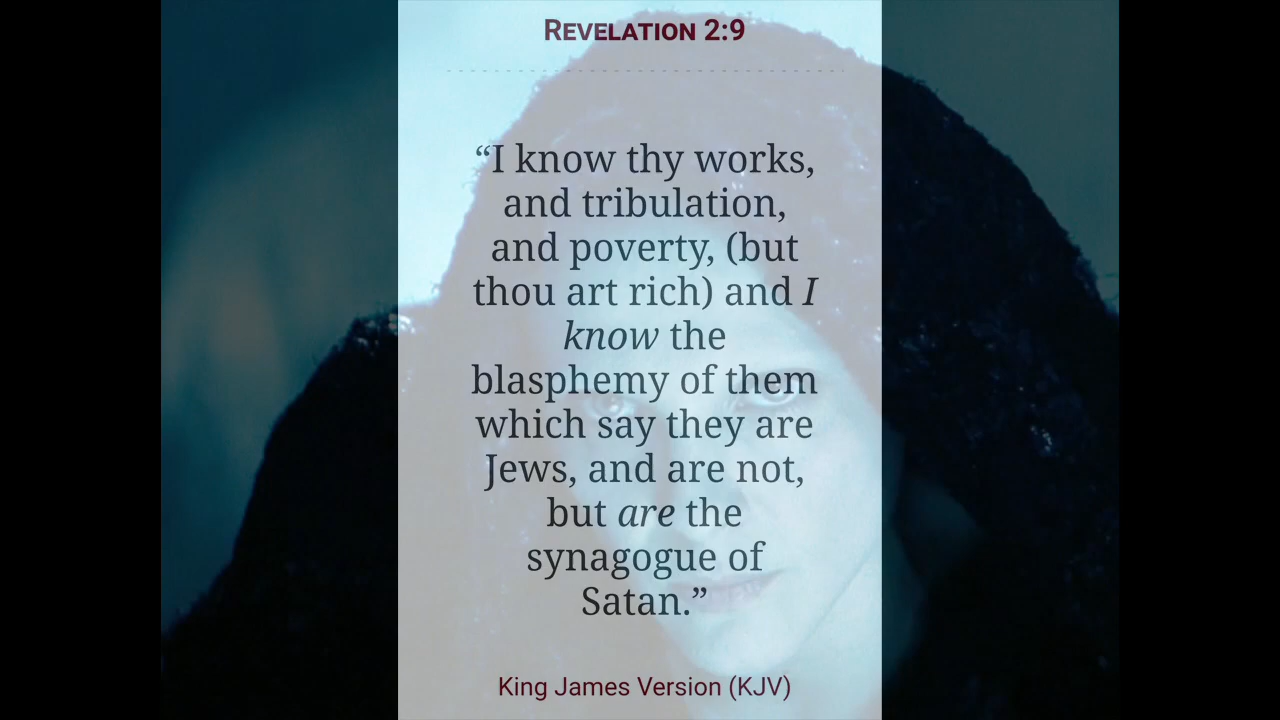 REVELATION 2:9
“I know thy works,
and tribulation,
and poverty, (but
thou art rich) and I
know the
blasphemy of them
which say they are
Jews, and are not,
but are the
synagogue of
Satan.”
King James Version (KJV)